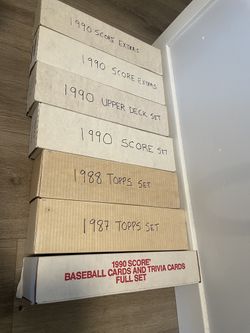 1990 SCORE EXTRAS
1990 SCORE EXTRAS
1990 UPPER DECK SET
1990 SCORE SET
1988 TOPPS SET
1987 TOPPS SET
1990 SCORE®
BASEBALL CARDS AND TRIVIA CARDS
FULL SET